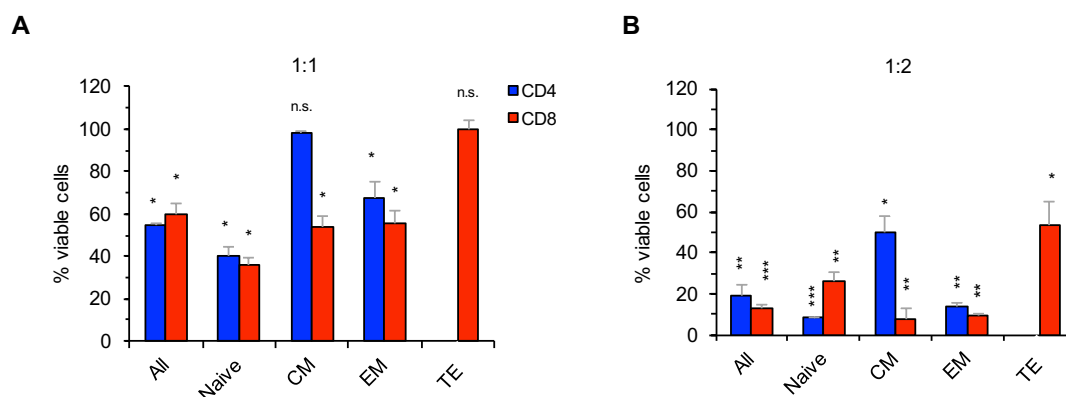 A
1:1
120
100
80
60
40
20
0
% viable cells
* * * * n.s. * * * n.s.
All Naive CM EM TE
CD4
CD8
B
1:2
120
100
80
60
40
20
0
% viable cells
** *** *** ** * ** ** ** *
All Naive CM EM TE